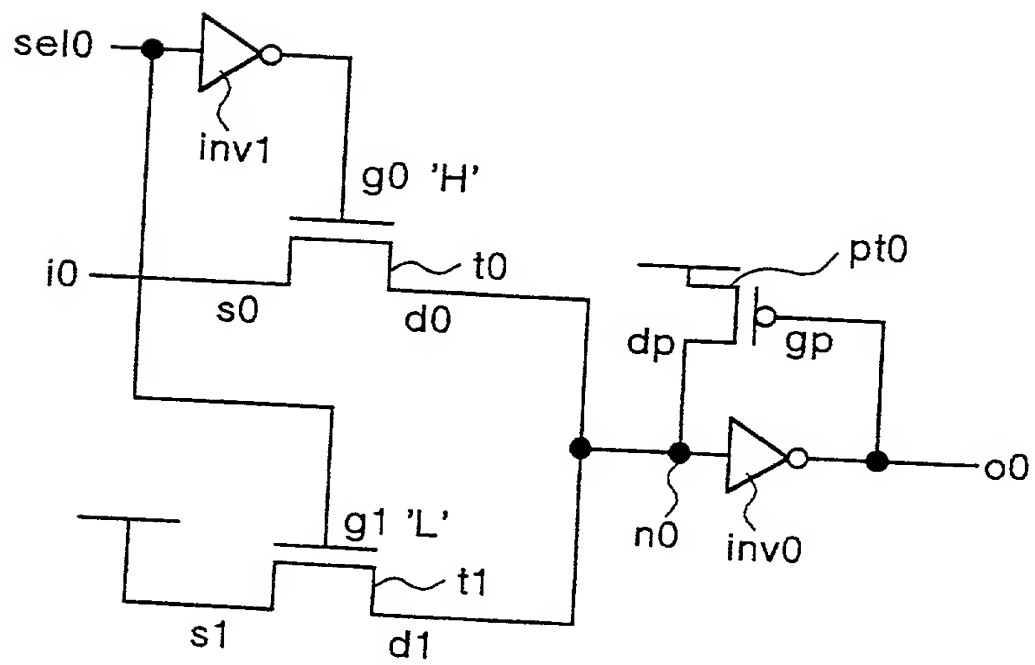 sel0
inv1
g0 'H'
i0
t0
pt0
s0
d0
dp
gp
o0
g1 'L'
n0
inv0
t1
s1
d1